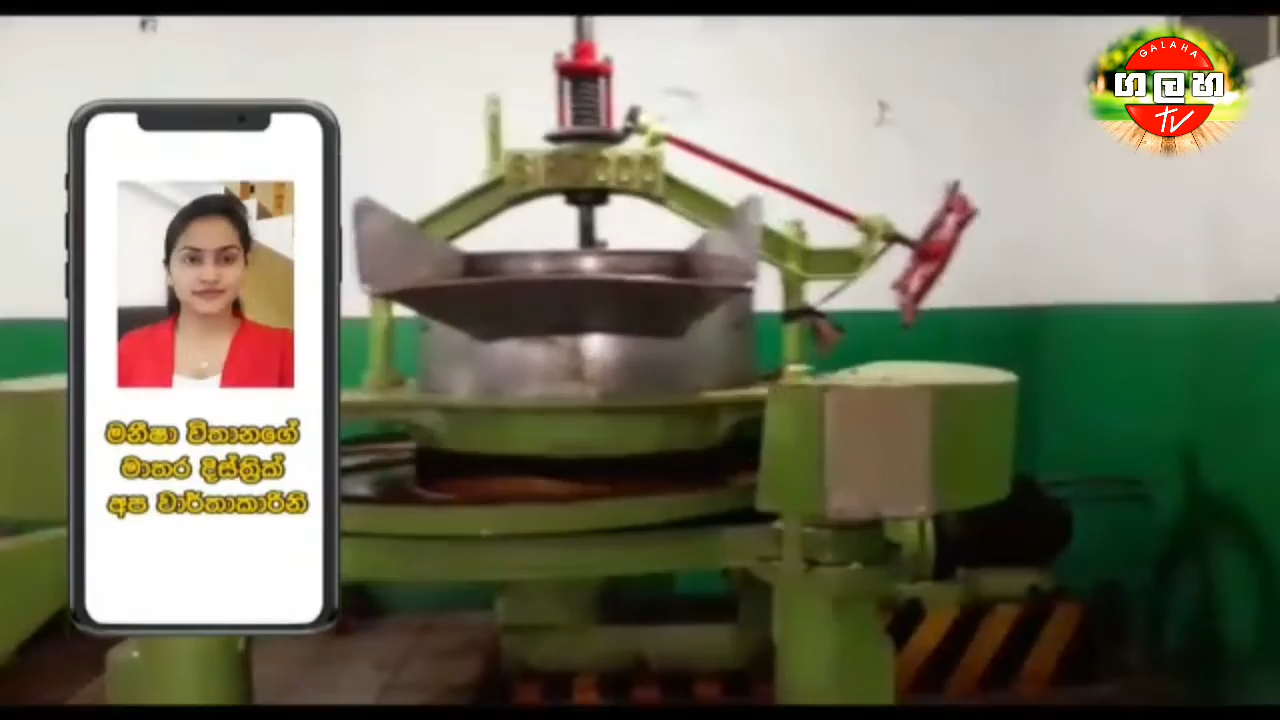 GALAHA
ගලහ
TV
මනීෂා විතානගේ
මාතර දිස්ත්‍රික්
අප වාර්තාකාරිනී